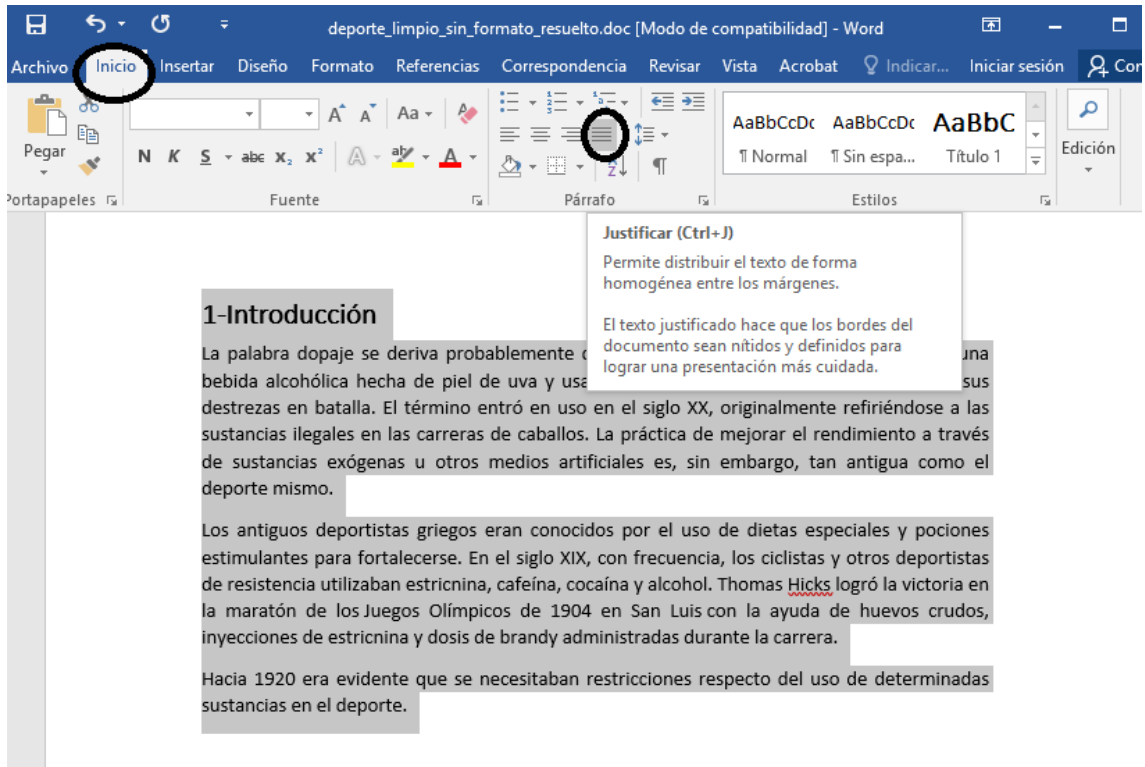 deporte_limpio_sin_formato_resuelto.doc [Modo de compatibilidad] - Word
Archivo Inicio Insertar Diseño Formato Referencias Correspondencia Revisar Vista Acrobat Indicar... Iniciar sesión Con
Aa
Pegar
N K S abc X₂ x² A aby A
AaBbCcDc AaBbCcDc AaBbC
¶ Normal ¶ Sin espa... Título 1
Edición
Portapapeles Fuente Párrafo Estilos
Justificar (Ctrl+J)
Permite distribuir el texto de forma
homogénea entre los márgenes.
El texto justificado hace que los bordes del
documento sean nítidos y definidos para
lograr una presentación más cuidada.
1-Introducción
La palabra dopaje se deriva probablemente una
bebida alcohólica hecha de piel de uva y sus
destrezas en batalla. El término entró en uso en el siglo XX, originalmente refiriéndose a las
sustancias ilegales en las carreras de caballos. La práctica de mejorar el rendimiento a través
de sustancias exógenas u otros medios artificiales es, sin embargo, tan antigua como el
deporte mismo.
Los antiguos deportistas griegos eran conocidos por el uso de dietas especiales y pociones
estimulantes para fortalecerse. En el siglo XIX, con frecuencia, los ciclistas y otros deportistas
de resistencia utilizaban estricnina, cafeína, cocaína y alcohol. Thomas Hicks logró la victoria en
la maratón de los Juegos Olímpicos de 1904 en San Luis con la ayuda de huevos crudos,
inyecciones de estricnina y dosis de brandy administradas durante la carrera.
Hacia 1920 era evidente que se necesitaban restricciones respecto del uso de determinadas
sustancias en el deporte.